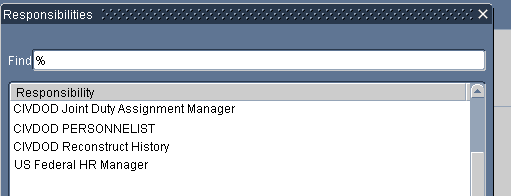 Responsibilities
Find %
Responsibility
CIVDOD Joint Duty Assignment Manager
CIVDOD PERSONNELIST
CIVDOD Reconstruct History
US Federal HR Manager